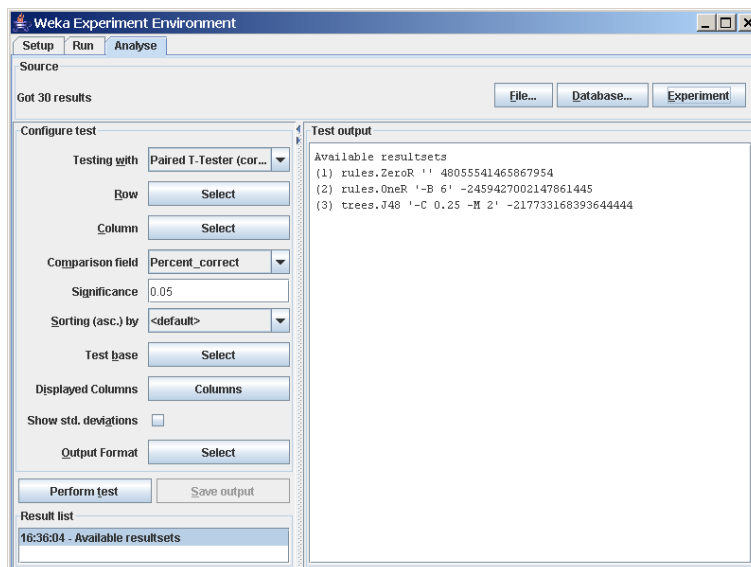 Weka Experiment Environment
Setup Run Analyse
Source
Got 30 results
File... Database... Experiment
Configure test
Testing with Paired T-Tester (cor...
Row Select
Column Select
Comparison field Percent_correct
Significance 0.05
Sorting (asc.) by <default>
Test base Select
Displayed Columns Columns
Show std. deviations
Output Format Select
Perform test Save output
Result list
16:36:04 - Available resultsets
Test output
Available resultsets
(1) rules.ZeroR '' 48055541465867954
(2) rules.OneR '-B 6' -2459427002147861445
(3) trees.J48 '-C 0.25 -M 2' -217733168393644444